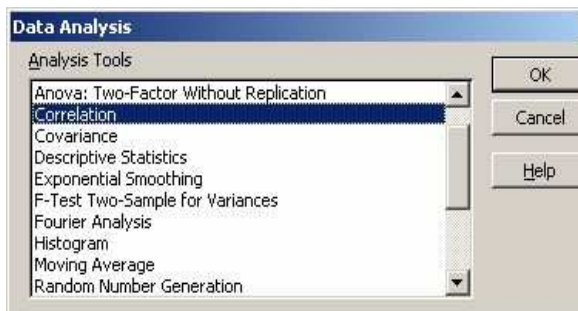 Data Analysis
Analysis Tools
Anova: Two-Factor Without Replication
Correlation
Covariance
Descriptive Statistics
Exponential Smoothing
F-Test Two-Sample for Variances
Fourier Analysis
Histogram
Moving Average
Random Number Generation
OK
Cancel
Help